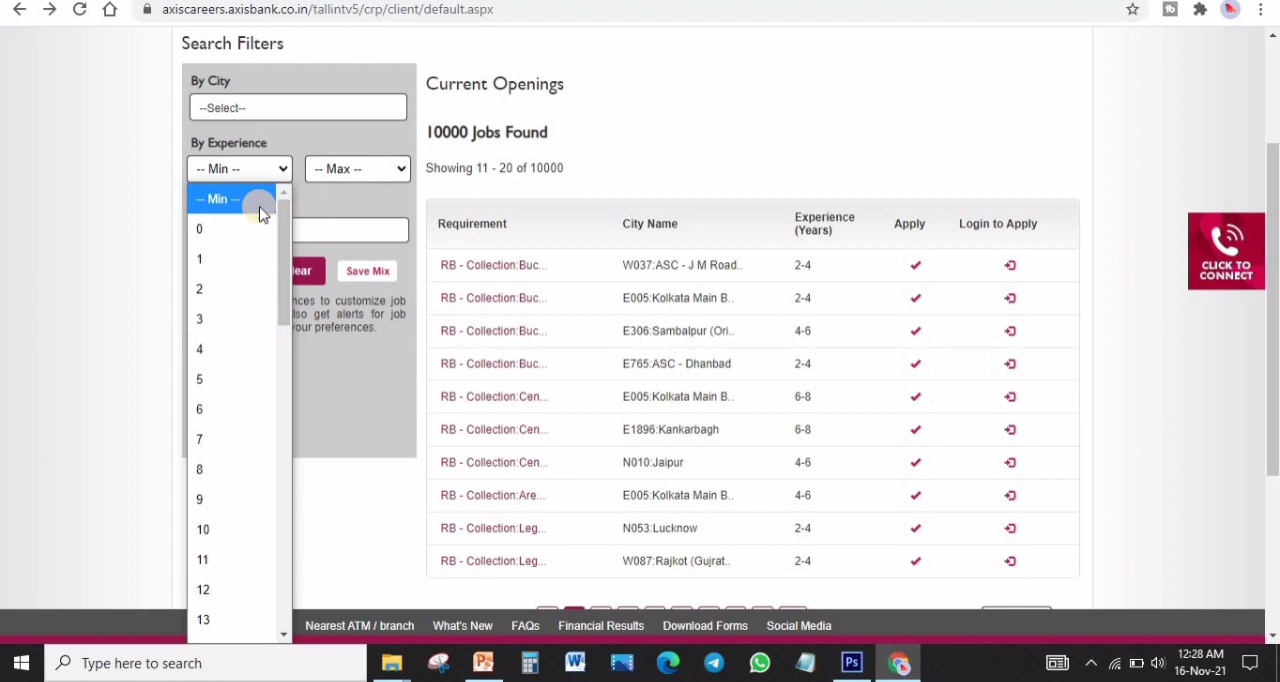 axiscareers.axisbank.co.in/tallintv5/crp/client/default.aspx
Search Filters
By City
--Select--
By Experience
-- Min --
-- Max --
-- Min --
0
1
2
3
4
5
6
7
8
9
10
11
12
13
ear
Save Mix
nces to customize job
lso get alerts for job
our preferences.
Current Openings
10000 Jobs Found
Showing 11 - 20 of 10000
Requirement City Name Experience (Years) Apply Login to Apply
RB - Collection:Buc... W037:ASC - J M Road.. 2-4
RB - Collection:Buc... E005:Kolkata Main B.. 2-4
RB - Collection:Buc... E306:Sambalpur (Ori.. 4-6
RB - Collection:Buc... E765:ASC - Dhanbad 2-4
RB - Collection:Cen... E005:Kolkata Main B.. 6-8
RB - Collection:Cen... E1896:Kankarbagh 6-8
RB - Collection:Cen... N010:Jaipur 4-6
RB - Collection:Are... E005:Kolkata Main B.. 4-6
RB - Collection:Leg... N053:Lucknow 2-4
RB - Collection:Leg... W087:Rajkot (Gujrat.. 2-4
CLICK TO
CONNECT
Nearest ATM / branch What's New FAQs Financial Results Download Forms Social Media
Type here to search
Ps
12:28 AM
16-Nov-21